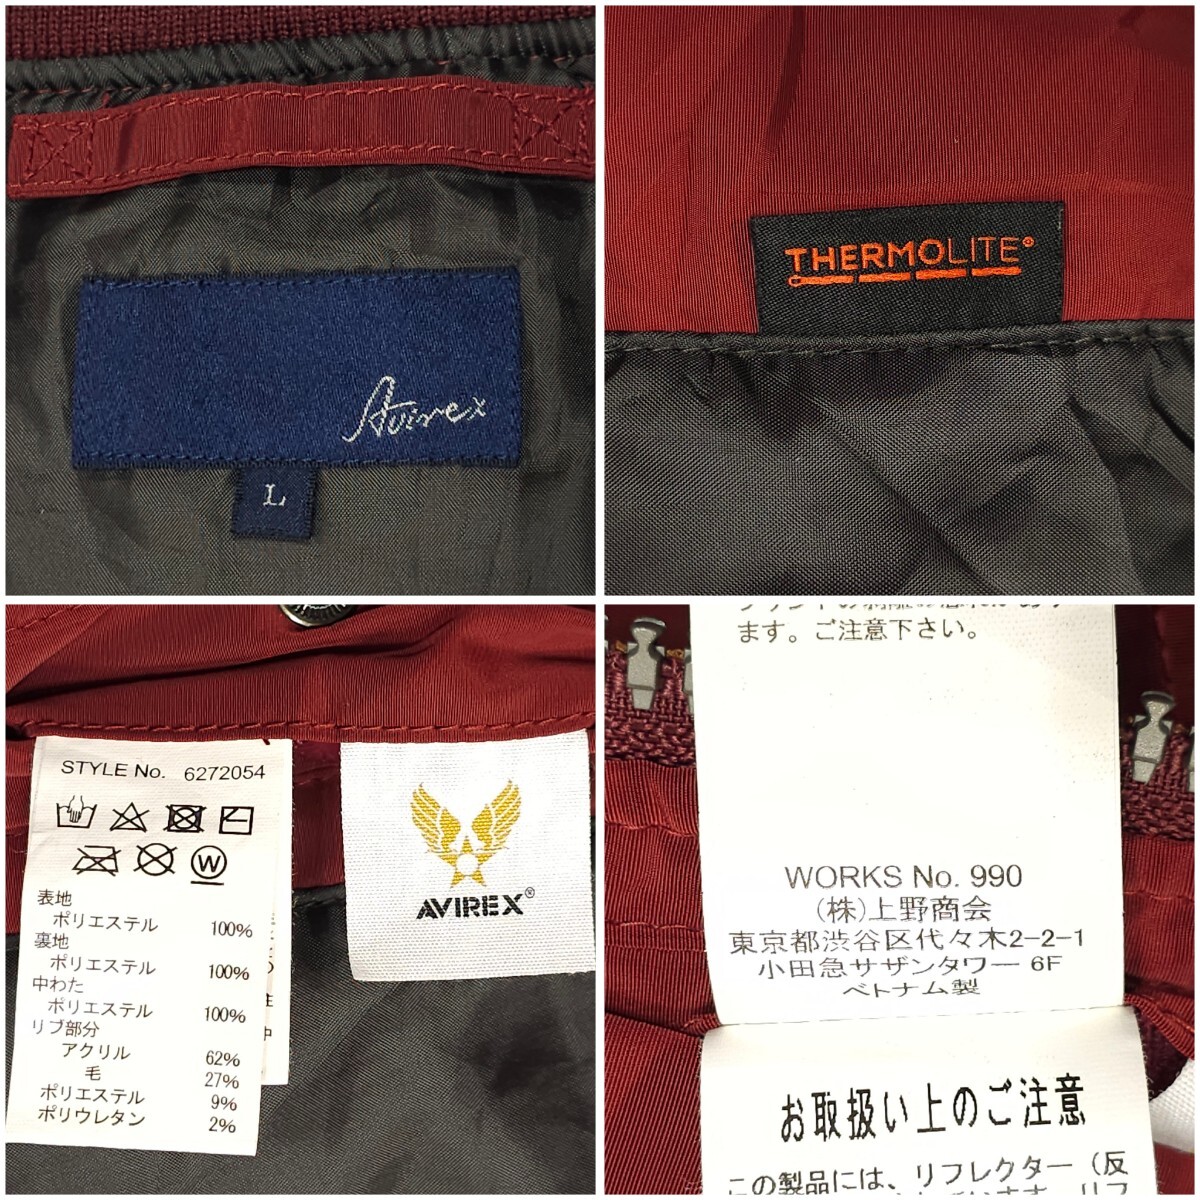 Avirex
L
THERMOLITE®
STYLE No. 6272054
W
表地
ポリエステル 100%
裏地
ポリエステル 100%
中わた
ポリエステル 100%
リブ部分
アクリル 62%
毛 27%
ポリエステル 9%
ポリウレタン 2%
AVIREX®
ます。ご注意下さい。
WORKS No. 990
(株)上野商会
東京都渋谷区代々木2-2-1
小田急サザンタワー 6F
ベトナム製
お取扱い上のご注意
この製品には、リフレクター（反